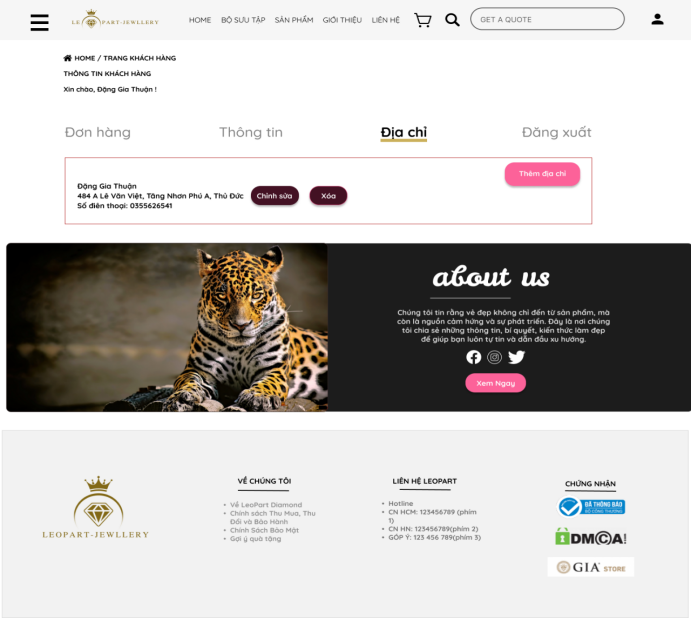 LEOPART-JEWLLERY
HOME BỘ SƯU TẬP SẢN PHẨM GIỚI THIỆU LIÊN HỆ
GET A QUOTE
HOME / TRANG KHÁCH HÀNG
THÔNG TIN KHÁCH HÀNG
Xin chào, Đặng Gia Thuận !
Đơn hàng Thông tin Địa chỉ Đăng xuất
Thêm địa chỉ
Đặng Gia Thuận
484 A Lê Văn Việt, Tăng Nhơn Phú A, Thủ Đức
Chỉnh sửa Xóa
Số điên thoại: 0355626541
about us
Chúng tôi tin rằng vẻ đẹp không chỉ đến từ sản phẩm, mà
còn là nguồn cảm hứng và sự phát triển. Đây là nơi chúng
tôi chia sẻ những thông tin, bí quyết, kiến thức làm đẹp
để giúp bạn luôn tự tin và dẫn đầu xu hướng.
Xem Ngay
LEOPART-JEWLLERY
VỀ CHÚNG TÔI
• Về LeoPart Diamond
• Chính sách Thu Mua, Thu
Đổi và Bảo Hành
• Chính Sách Bảo Mật
• Gợi ý quà tặng
LIÊN HỆ LEOPART
• Hotline
• CN HCM: 123456789 (phím
1)
• CN HN: 123456789(phím 2)
• GÓP Ý: 123 456 789(phím 3)
CHỨNG NHẬN
ĐÃ THÔNG BÁO
BỘ CÔNG THƯƠNG
DMCA!
GIA STORE